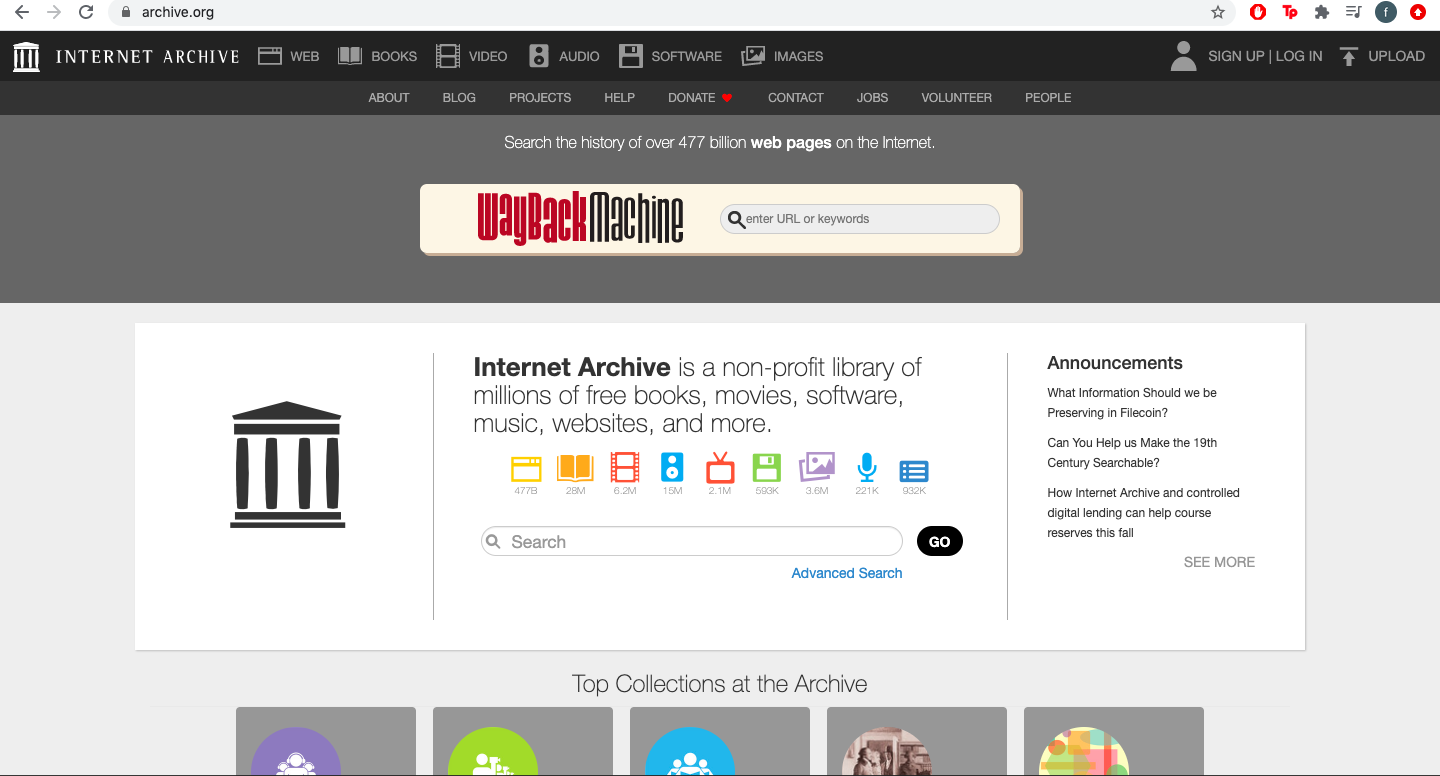 archive.org
f
INTERNET ARCHIVE WEB BOOKS VIDEO AUDIO SOFTWARE IMAGES SIGN UP | LOG IN UPLOAD
ABOUT BLOG PROJECTS HELP DONATE CONTACT JOBS VOLUNTEER PEOPLE
Search the history of over 477 billion web pages on the Internet.
WayBackMachine
enter URL or keywords
Internet Archive is a non-profit library of
millions of free books, movies, software,
music, websites, and more.
477B 28M 6.2M 15M 2.1M 593K 3.6M 221K 932K
Search GO
Advanced Search
Announcements
What Information Should we be
Preserving in Filecoin?
Can You Help us Make the 19th
Century Searchable?
How Internet Archive and controlled
digital lending can help course
reserves this fall
SEE MORE
Top Collections at the Archive